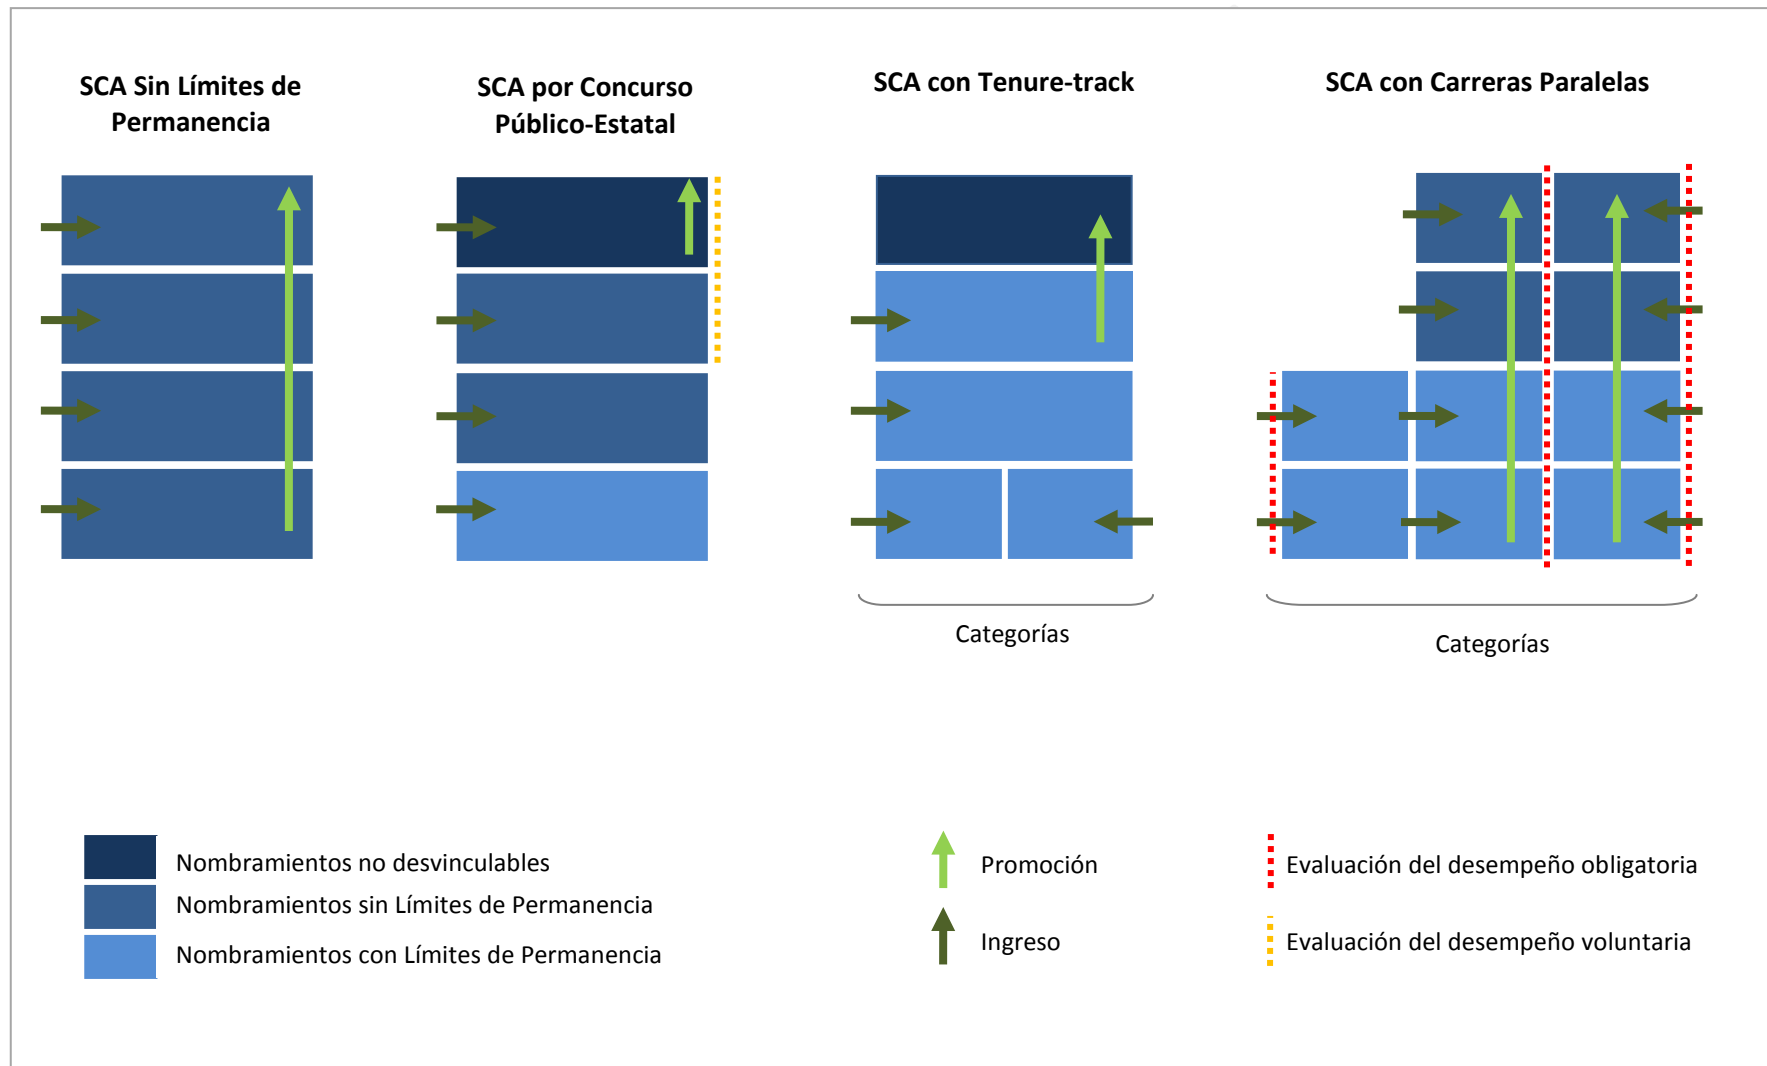 SCA Sin Límites de
Permanencia
SCA por Concurso
Público-Estatal
SCA con Tenure-track
SCA con Carreras Paralelas
Categorías
Categorías
Nombramientos no desvinculables
Nombramientos sin Límites de Permanencia
Nombramientos con Límites de Permanencia
Promoción
Ingreso
Evaluación del desempeño obligatoria
Evaluación del desempeño voluntaria